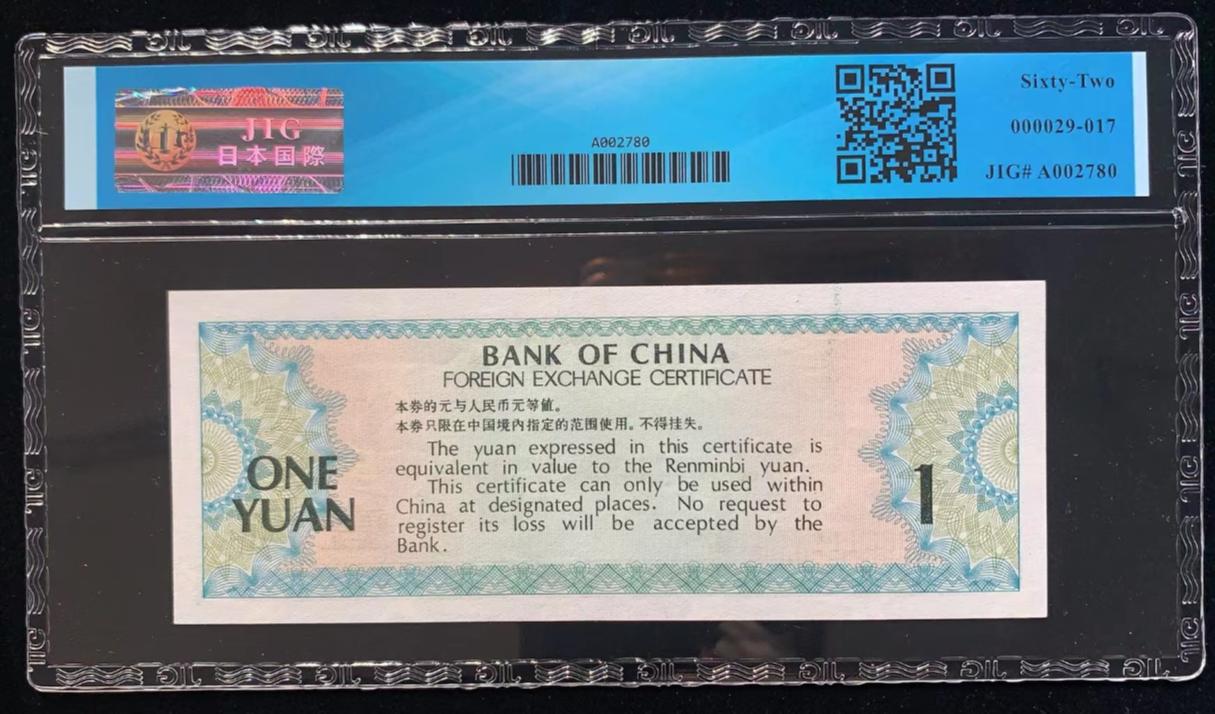 JIG
日本国際
A002780
Sixty-Two
000029-017
JIG# A002780
BANK OF CHINA
FOREIGN EXCHANGE CERTIFICATE
本券的元与人民币元等値。
本券只限在中国境内指定的范围使用。不得挂失。
The yuan expressed in this certificate is
equivalent in value to the Renminbi yuan.
This certificate can only be used within
China at designated places. No request to
register its loss will be accepted by the
Bank.
ONE
YUAN
1